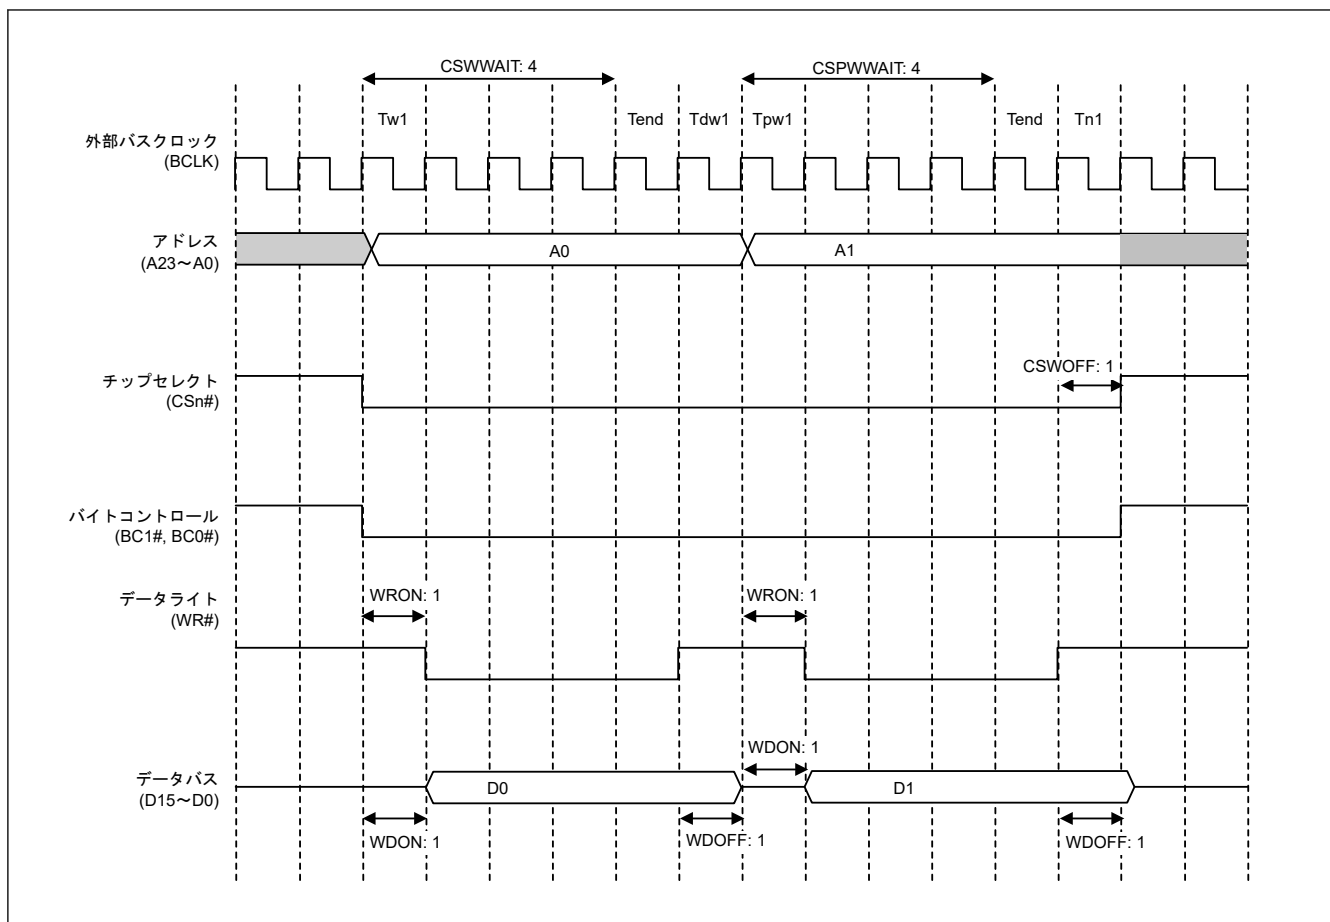 CSWWAIT: 4
CSPWWAIT: 4
Tw1
Tend
Tdw1
Tpw1
Tend
Tn1
外部バスクロック
(BCLK)
アドレス
(A23～A0)
A0
A1
チップセレクト
(CSn#)
CSWOFF: 1
バイトコントロール
(BC1#, BC0#)
データライト
(WR#)
WRON: 1
WRON: 1
データバス
(D15～D0)
WDON: 1
D0
D1
WDON: 1
WDOFF: 1
WDOFF: 1